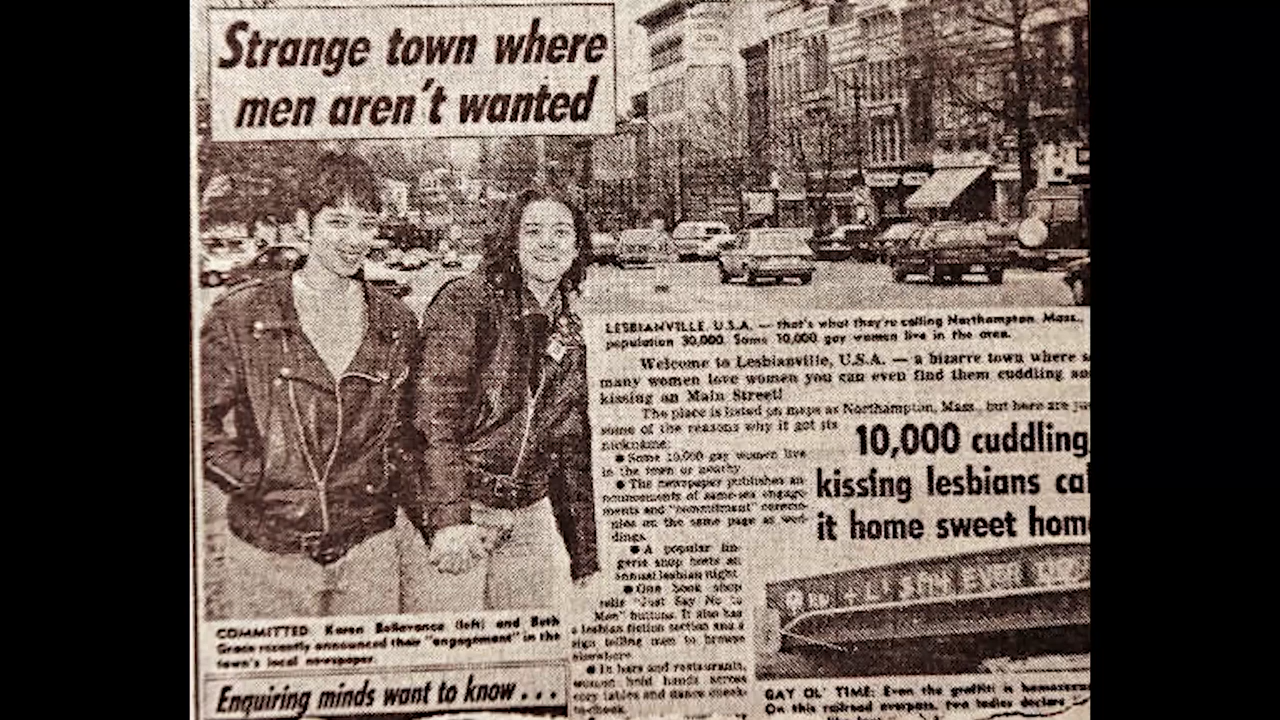 Strange town where
men aren't wanted
LESBIANVILLE, U.S.A. — that's what they're calling Northampton, Mass.,
population 30,000. Some 10,000 gay women live in the area.
Welcome to Lesbianville, U.S.A. — a bizarre town where s
many women love women you can even find them cuddling an
kissing on Main Street!
The place is listed on maps as Northampton, Mass., but here are ju
some of the reasons why it got its
nickname:
● Some 10,000 gay women live
in the town or nearby.
● The newspaper publishes an-
nouncements of same-sex engage-
ments and "commitment" ceremo-
nies on the same page as wed-
dings.
● A popular lin-
gerie shop hosts an
annual lesbian night.
● One book shop
sells "Just Say No to
Men" buttons. It also has
a lesbian fiction section and a
sign telling men to browse
elsewhere.
● In bars and restaurants,
women hold hands across
cozy tables and dance cheek-
to-cheek.
10,000 cuddling,
kissing lesbians cal
it home sweet home
COMMITTED: Karen Bellavance (left) and Beth
Grace recently announced their "engagement" in the
town's local newspaper.
Enquiring minds want to know . . .
GAY OL' TIME: Even the graffiti is homosexua
On this railroad overpass, two ladies declare